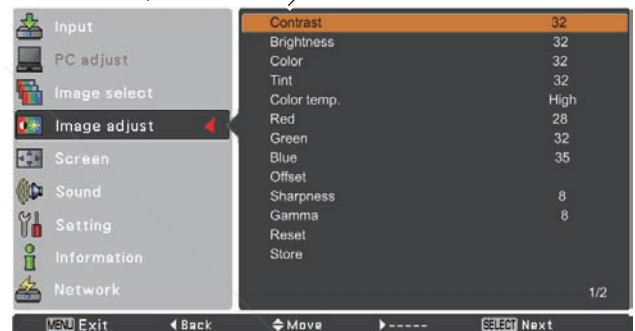 Input
PC adjust
Image select
Image adjust
Screen
Sound
Setting
Information
Network
Contrast 32
Brightness 32
Color 32
Tint 32
Color temp. High
Red 28
Green 32
Blue 35
Offset
Sharpness 8
Gamma 8
Reset
Store
1/2
MENU Exit ◀Back ◆Move ▶----- SELECT Next